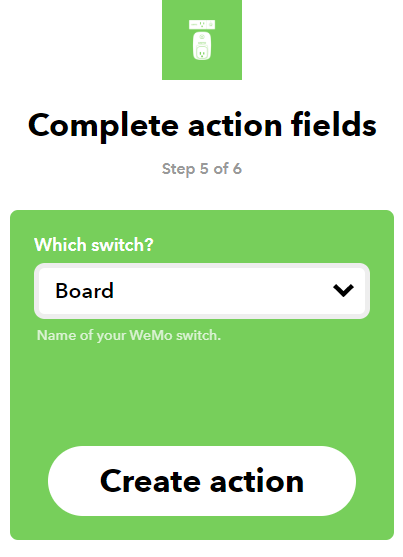 Complete action fields
Step 5 of 6
Which switch?
Board
Name of your WeMo switch.
Create action